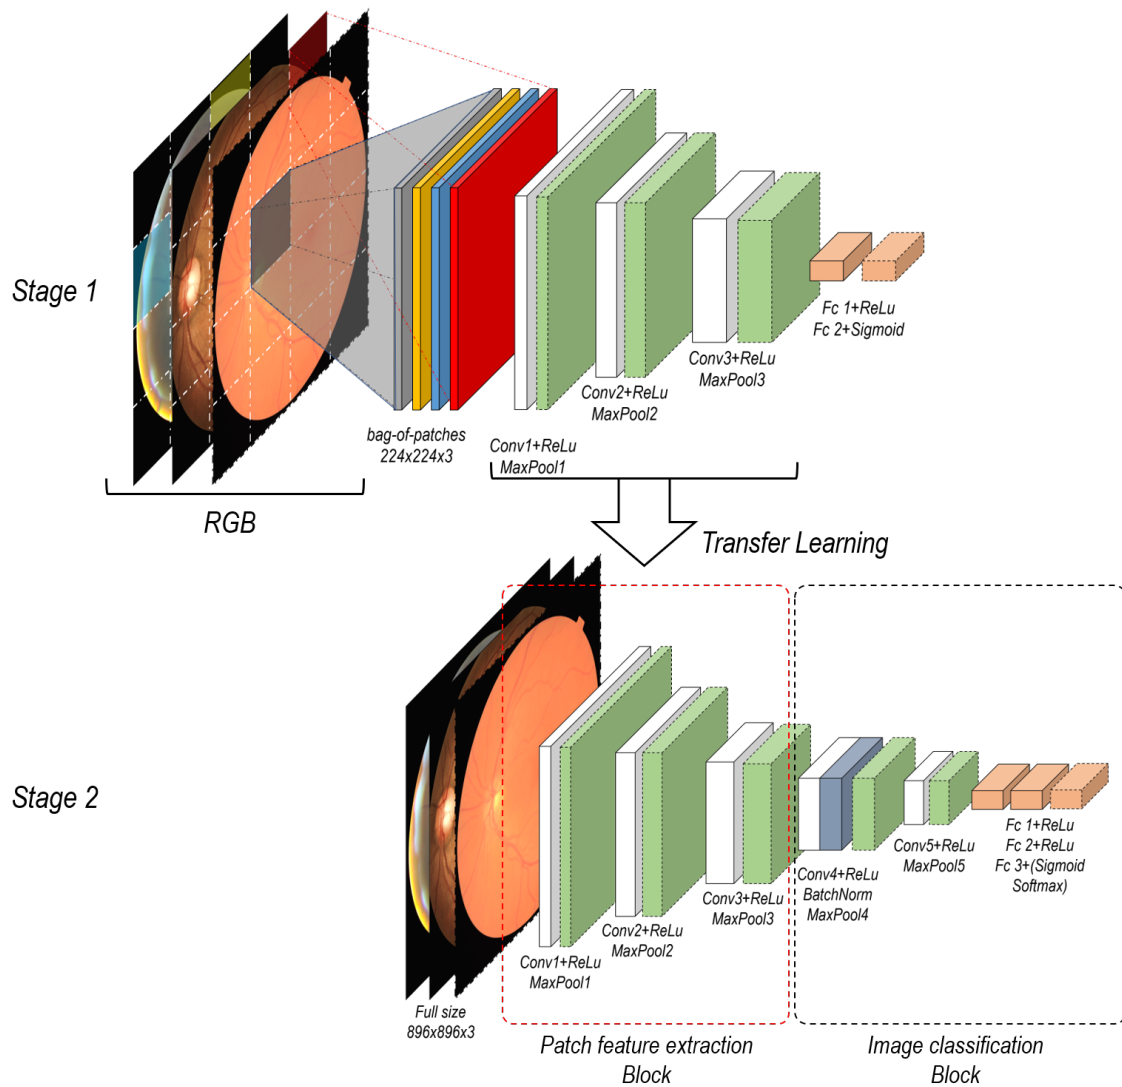 Stage 1
bag-of-patches
224x224x3
Conv1+ReLu
MaxPool1
Conv2+ReLu
MaxPool2
Conv3+ReLu
MaxPool3
Fc 1+ReLu
Fc 2+Sigmoid
RGB
Transfer Learning
Stage 2
Full size
896x896x3
Conv1+ReLu
MaxPool1
Conv2+ReLu
MaxPool2
Conv3+ReLu
MaxPool3
Conv4+ReLu
BatchNorm
MaxPool4
Conv5+ReLu
MaxPool5
Fc 1+ReLu
Fc 2+ReLu
Fc 3+(Sigmoid
Softmax)
Patch feature extraction
Block
Image classification
Block